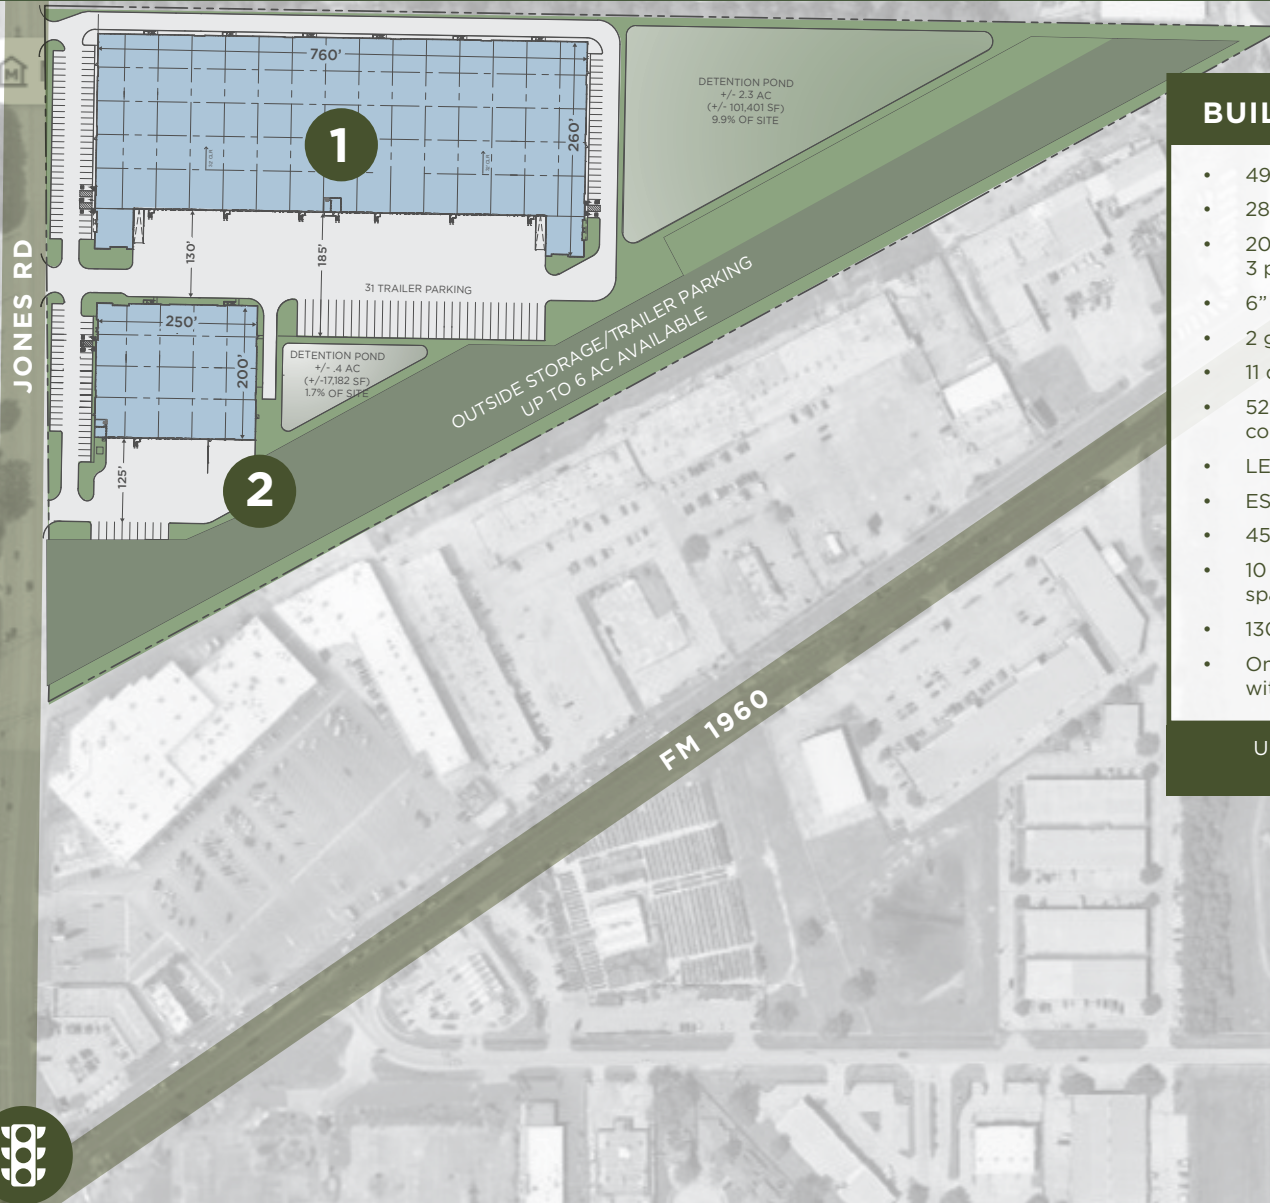 760'
260'
1
DETENTION POND
+/- 2.3 AC
(+/- 101,401 SF)
9.9% OF SITE
130'
185'
31 TRAILER PARKING
JONES RD
250'
200'
DETENTION POND
+/- .4 AC
(+/-17,182 SF)
1.7% OF SITE
OUTSIDE STORAGE/TRAILER PARKING
UP TO 6 AC AVAILABLE
125'
2
FM 1960
M
BUIL
• 49
• 28
• 20
3 p
• 6”
• 2 g
• 11
• 52
co
• LE
• ES
• 45
• 10
spa
• 130
• On
wit
U